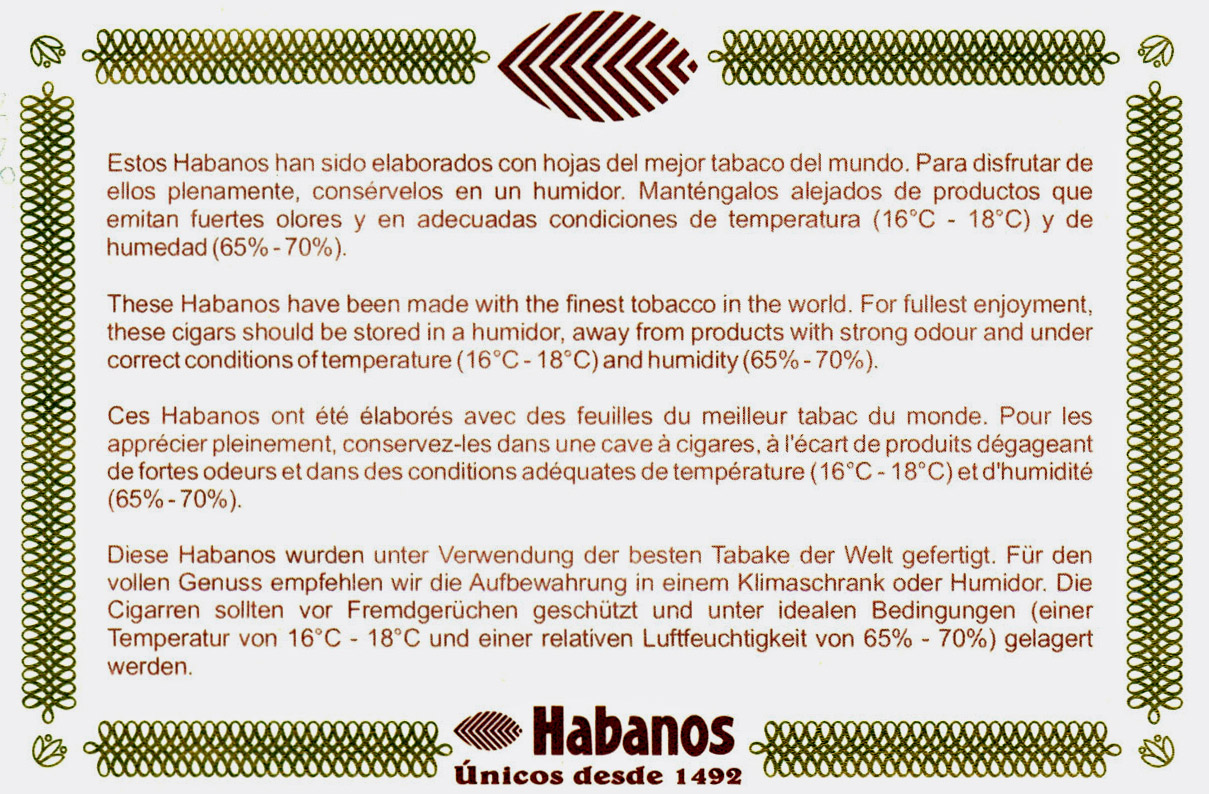 Estos Habanos han sido elaborados con hojas del mejor tabaco del mundo. Para disfrutar de
ellos plenamente, consérvelos en un humidor. Manténgalos alejados de productos que
emitan fuertes olores y en adecuadas condiciones de temperatura (16°C - 18°C) y de
humedad (65% - 70%).
These Habanos have been made with the finest tobacco in the world. For fullest enjoyment,
these cigars should be stored in a humidor, away from products with strong odour and under
correct conditions of temperature (16°C - 18°C) and humidity (65% - 70%).
Ces Habanos ont été élaborés avec des feuilles du meilleur tabac du monde. Pour les
apprécier pleinement, conservez-les dans une cave à cigares, à l'écart de produits dégageant
de fortes odeurs et dans des conditions adéquates de température (16°C - 18°C) et d'humidité
(65% - 70%).
Diese Habanos wurden unter Verwendung der besten Tabake der Welt gefertigt. Für den
vollen Genuss empfehlen wir die Aufbewahrung in einem Klimaschrank oder Humidor. Die
Cigarren sollten vor Fremdgerüchen geschützt und unter idealen Bedingungen (einer
Temperatur von 16°C - 18°C und einer relativen Luftfeuchtigkeit von 65% - 70%) gelagert
werden.
Habanos
Únicos desde 1492